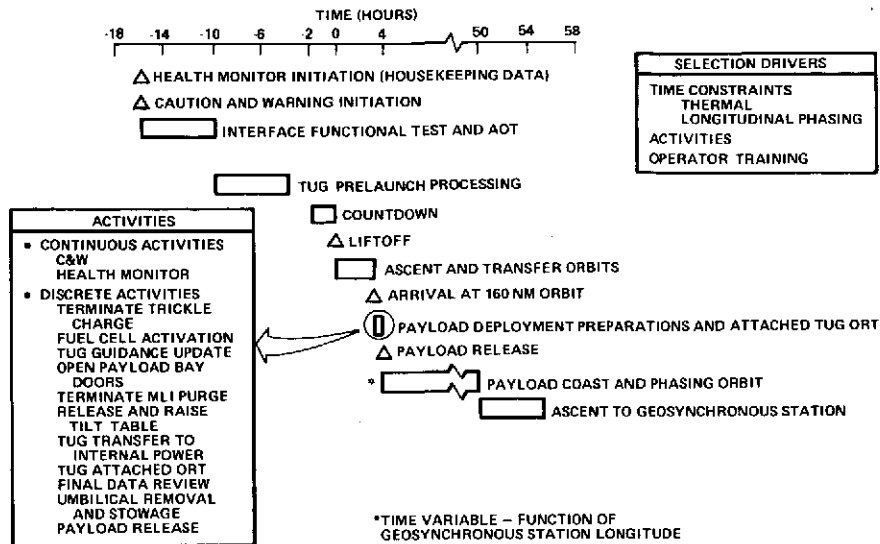 TIME (HOURS)
-18 -10 -6 -2 0 4 50 54 58
HEALTH MONITOR INITIATION (HOUSEKEEPING DATA)
CAUTION AND WARNING INITIATION
INTERFACE FUNCTIONAL TEST AND AOT
TUG PRELAUNCH PROCESSING
COUNTDOWN
LIFTOFF
ASCENT AND TRANSFER ORBITS
ARRIVAL AT 160 NM ORBIT
PAYLOAD DEPLOYMENT PREPARATIONS AND ATTACHED TUG ORT
PAYLOAD RELEASE
* PAYLOAD COAST AND PHASING ORBIT
ASCENT TO GEOSYNCHRONOUS STATION
SELECTION DRIVERS
TIME CONSTRAINTS
THERMAL
LONGITUDINAL PHASING
ACTIVITIES
OPERATOR TRAINING
ACTIVITIES
• CONTINUOUS ACTIVITIES
C&W
HEALTH MONITOR
• DISCRETE ACTIVITIES
TERMINATE TRICKLE
CHARGE
FUEL CELL ACTIVATION
TUG GUIDANCE UPDATE
OPEN PAYLOAD BAY
DOORS
TERMINATE MLI PURGE
RELEASE AND RAISE
TILT TABLE
TUG TRANSFER TO
INTERNAL POWER
TUG ATTACHED ORT
FINAL DATA REVIEW
UMBILICAL REMOVAL
AND STOWAGE
PAYLOAD RELEASE
*TIME VARIABLE – FUNCTION OF
GEOSYNCHRONOUS STATION LONGITUDE